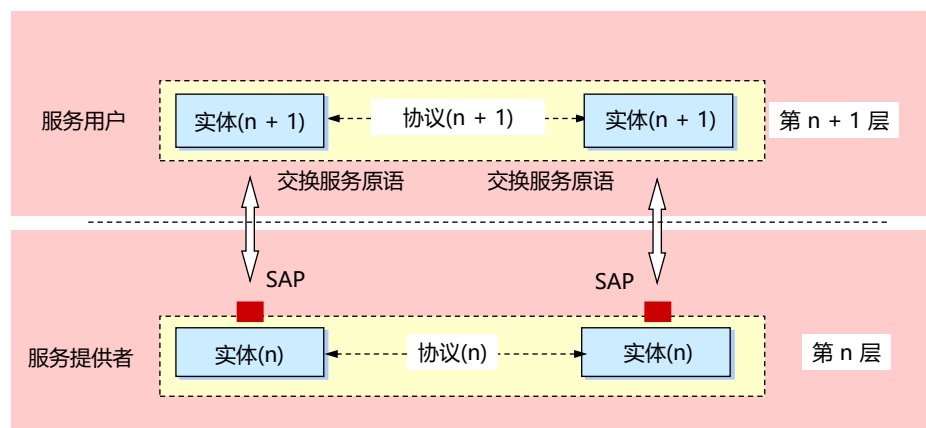 服务用户
实体(n + 1)
协议(n + 1)
实体(n + 1)
第 n + 1 层
交换服务原语
交换服务原语
SAP
SAP
服务提供者
实体(n)
协议(n)
实体(n)
第 n 层